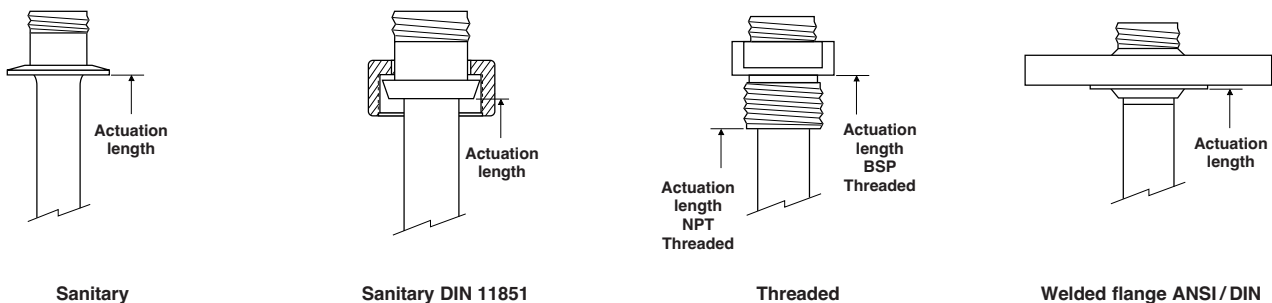 Actuation
length
Actuation
length
Actuation
length
NPT
Threaded
Actuation
length
BSP
Threaded
Actuation
length
Sanitary
Sanitary DIN 11851
Threaded
Welded flange ANSI / DIN